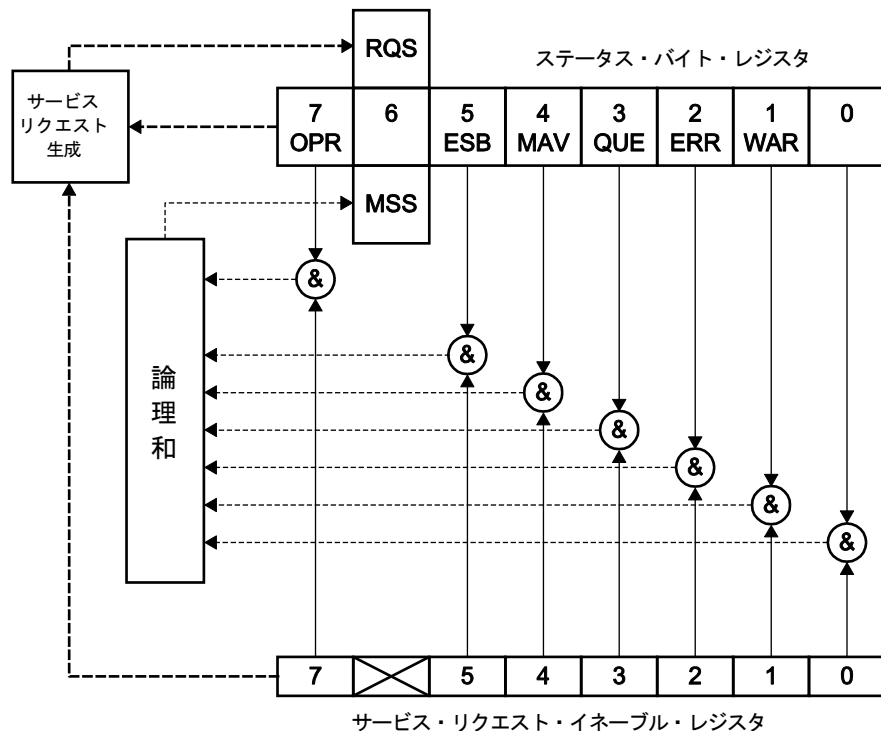 RQS
ステータス・バイト・レジスタ
サービス
リクエスト
生成
7 6 5 4 3 2 1 0
OPR ESB MAV QUE ERR WAR
MSS
&
&
&
&
&
&
&
論理和
7 5 4 3 2 1 0
サービス・リクエスト・イネーブル・レジスタ